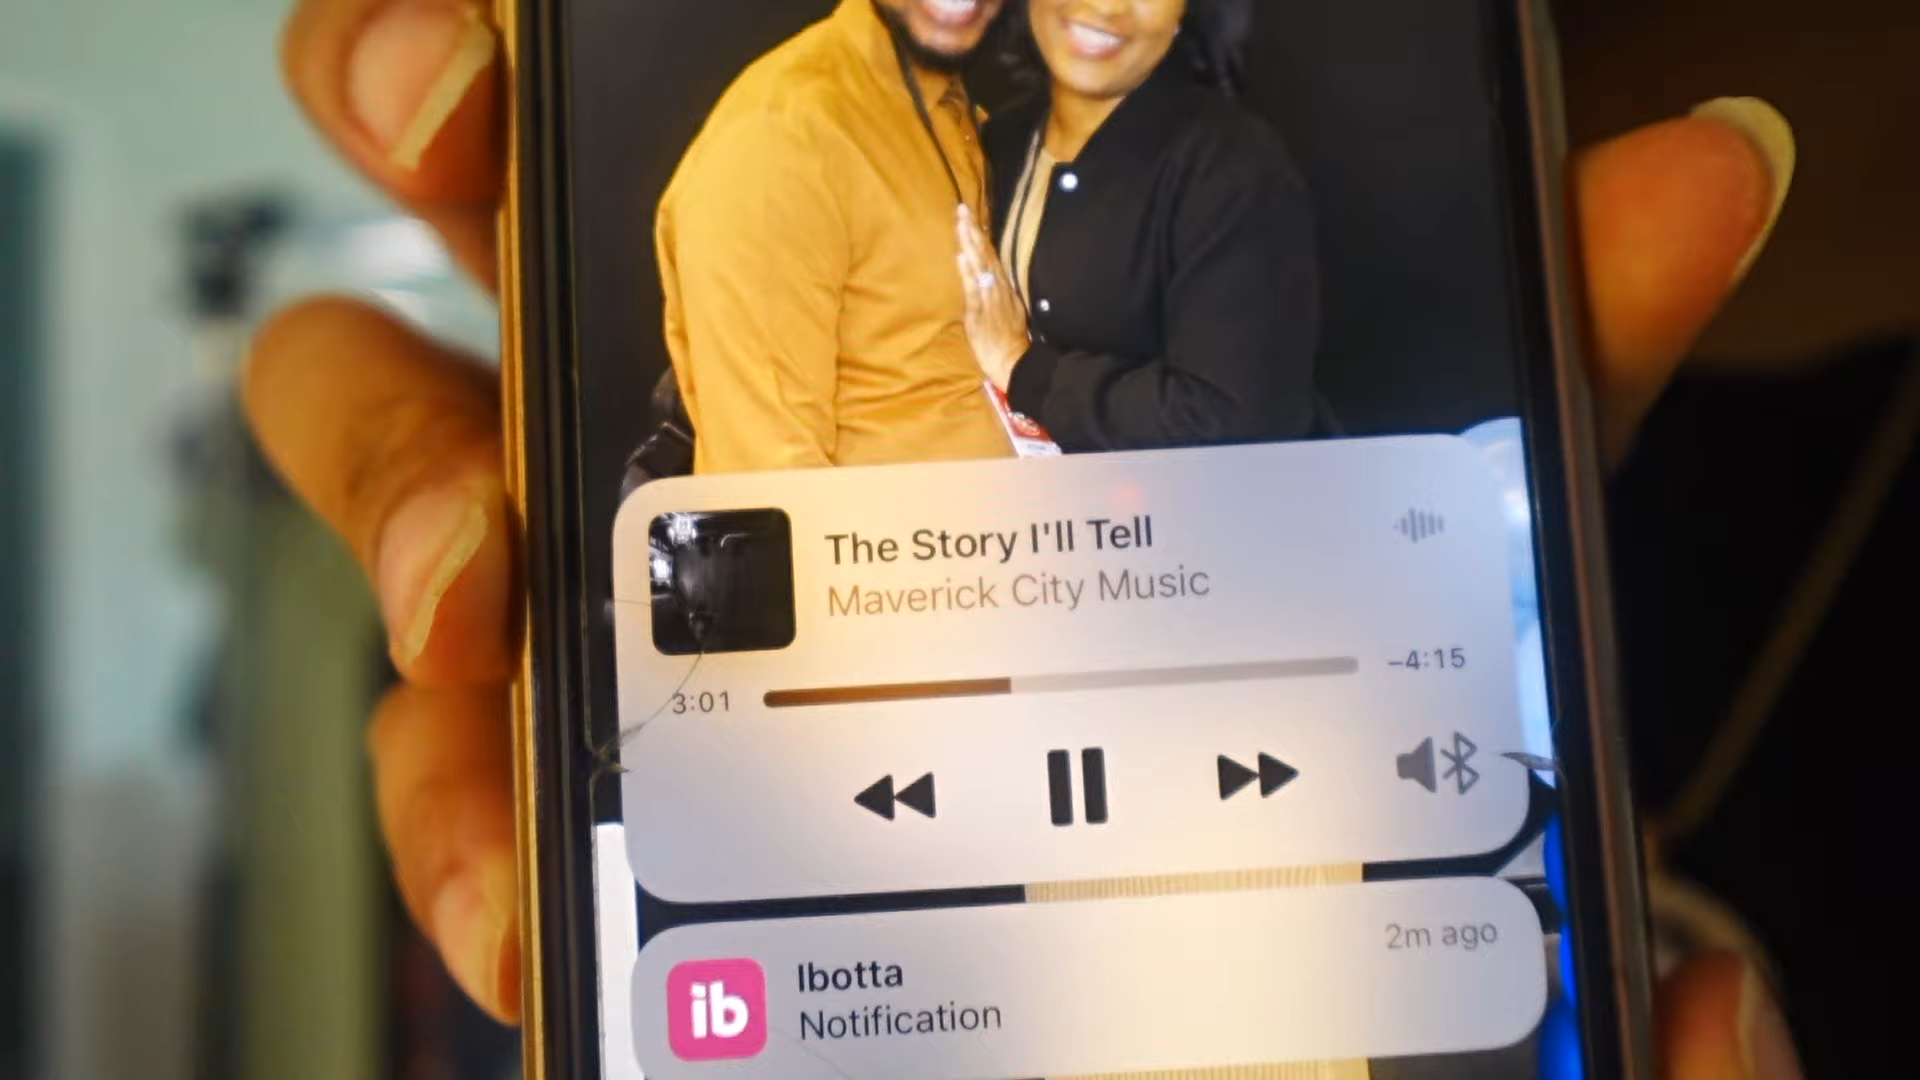 The Story I'll Tell
Maverick City Music
3:01
-4:15
ib
Ibotta
2m ago
Notification